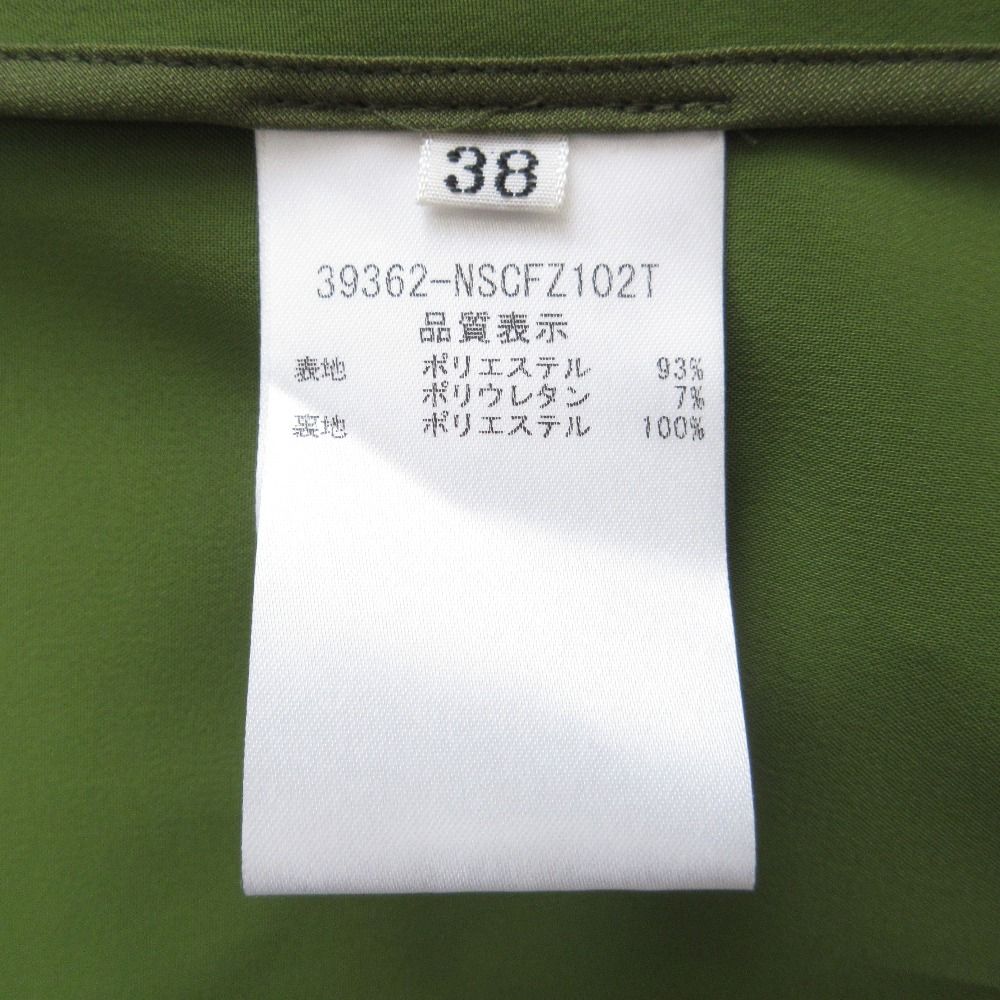 38
39362-NSCFZ102T
品質表示
表地 ポリエステル 93%
ポリウレタン 7%
裏地 ポリエステル 100%